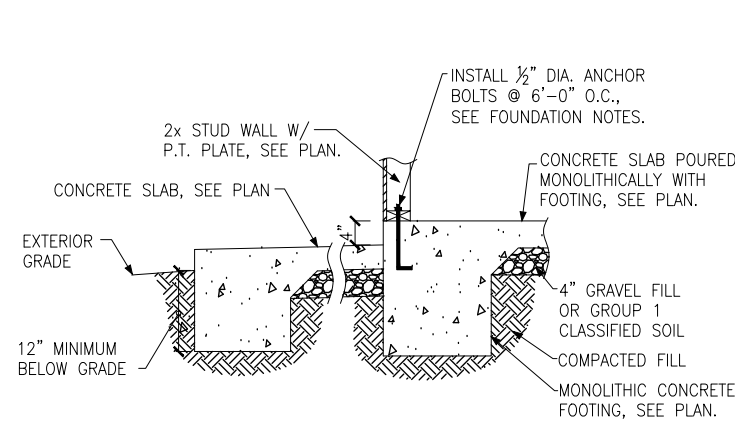 INSTALL ½" DIA. ANCHOR
BOLTS @ 6'-0" O.C.,
SEE FOUNDATION NOTES.
2x STUD WALL W/
P.T. PLATE, SEE PLAN.
CONCRETE SLAB POURED
MONOLITHICALLY WITH
FOOTING, SEE PLAN.
CONCRETE SLAB, SEE PLAN
4"
EXTERIOR
GRADE
4" GRAVEL FILL
OR GROUP 1
CLASSIFIED SOIL
12" MINIMUM
BELOW GRADE
COMPACTED FILL
MONOLITHIC CONCRETE
FOOTING, SEE PLAN.